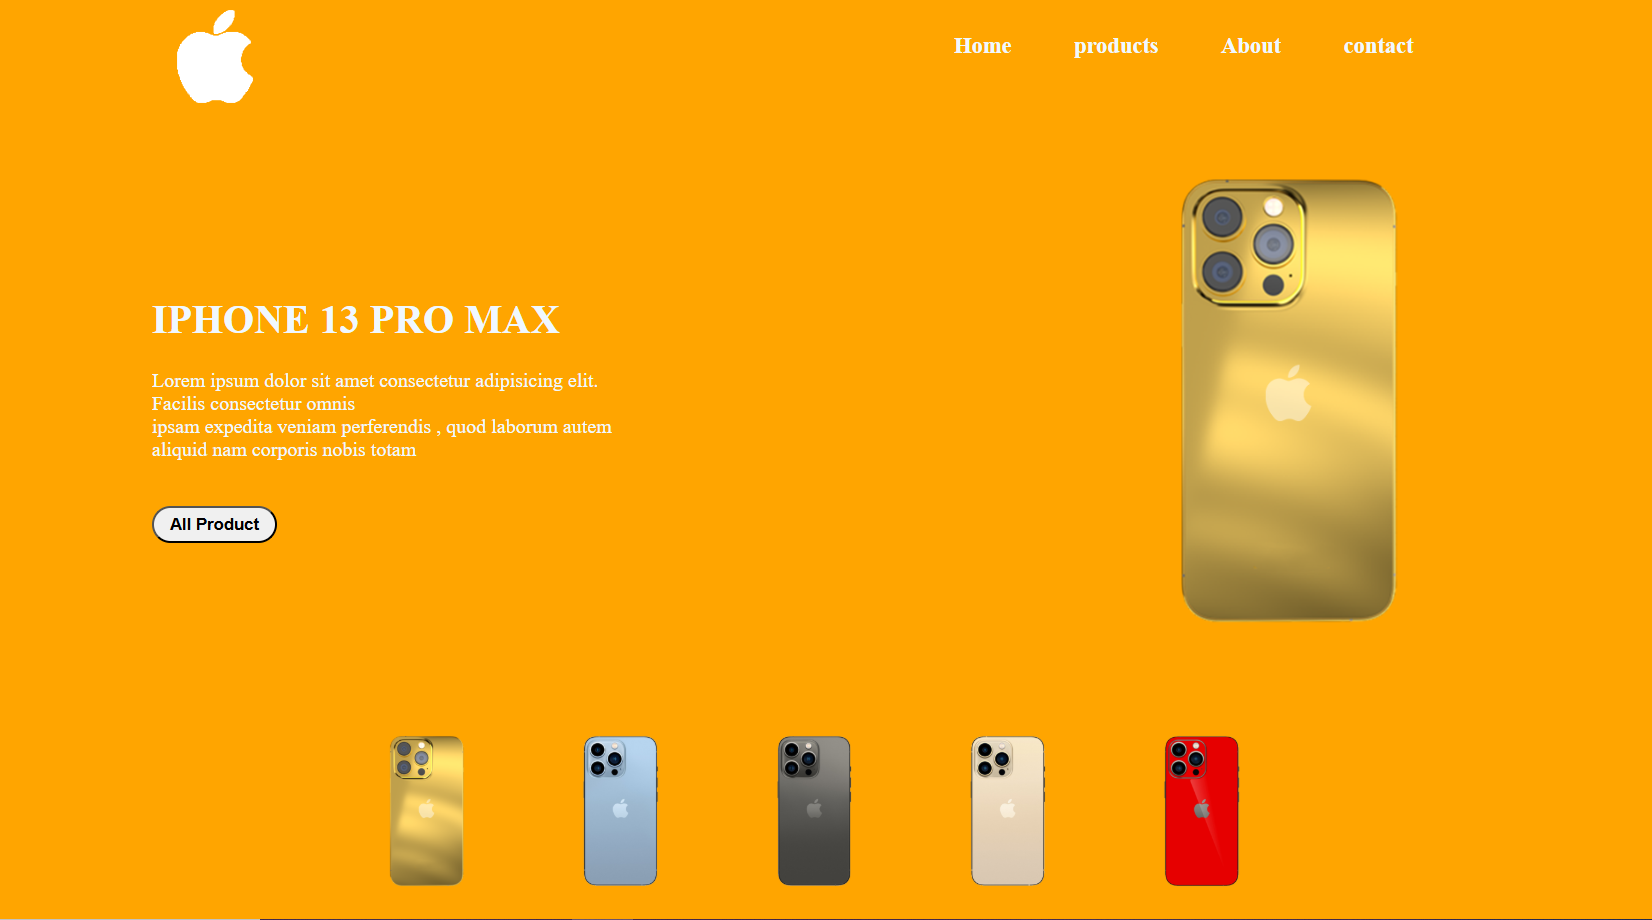 Home products About contact
IPHONE 13 PRO MAX
Lorem ipsum dolor sit amet consectetur adipisicing elit.
Facilis consectetur omnis
ipsam expedita veniam perferendis , quod laborum autem
aliquid nam corporis nobis totam
All Product